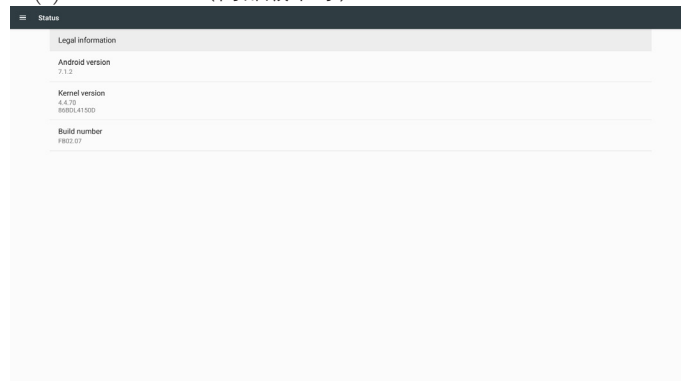 Status
Legal information
Android version
7.1.2
Kernel version
4.4.70
86BDL4150D
Build number
FB02.07